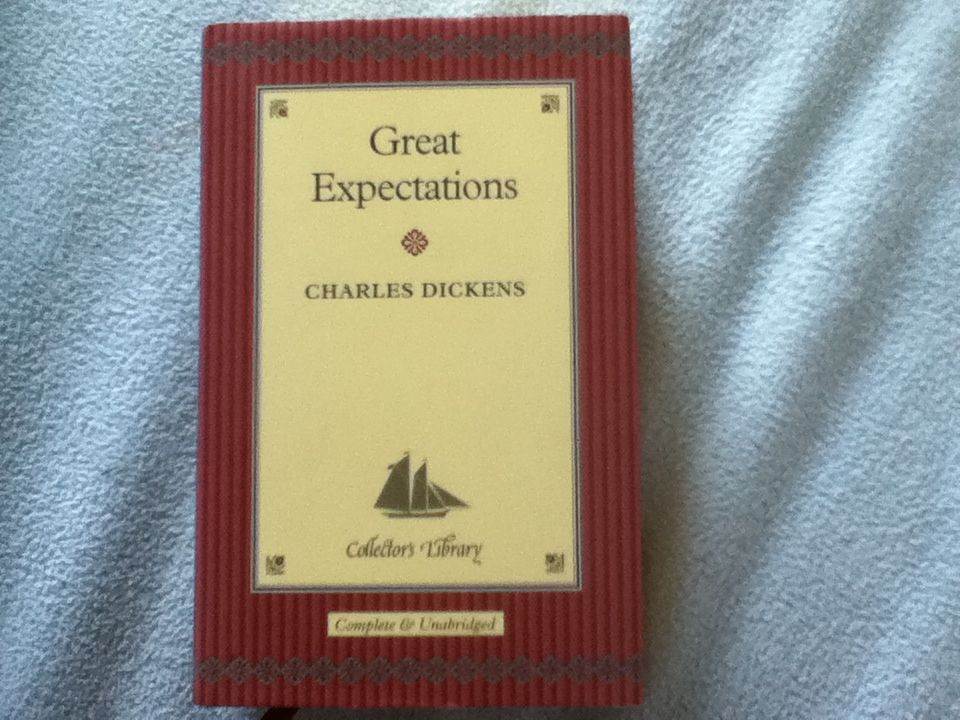 Great
Expectations
CHARLES DICKENS
Collector's Library
Complete & Unabridged